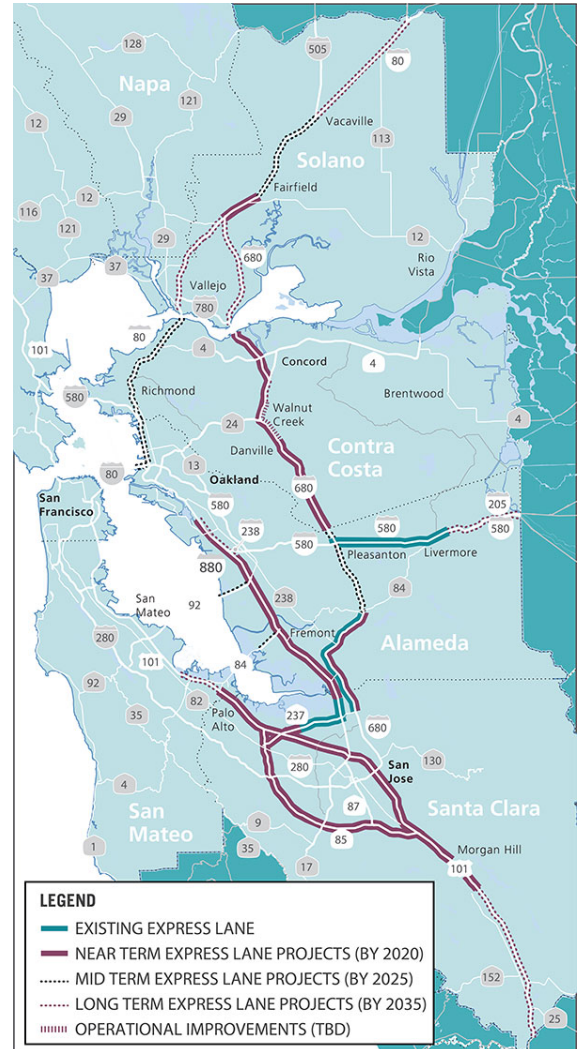 128
505
80
Napa
121
Vacaville
29
113
12
Solano
Fairfield
12
116
121
29
12
680
Rio
Vista
37
37
Vallejo
780
80
4
101
Concord
4
580
Richmond
Brentwood
Walnut
Creek
24
4
Danville
Contra
Costa
13
80
Oakland
680
San
Francisco
580
205
238
580
580
580
Pleasanton
Livermore
880
San
Mateo
92
238
84
280
Fremont
Alameda
101
84
92
82
237
Palo
Alto
680
35
280
San
Jose
130
4
San
Mateo
87
Santa Clara
9
85
1
35
17
Morgan Hill
101
LEGEND
EXISTING EXPRESS LANE
NEAR TERM EXPRESS LANE PROJECTS (BY 2020)
MID TERM EXPRESS LANE PROJECTS (BY 2025)
LONG TERM EXPRESS LANE PROJECTS (BY 2035)
OPERATIONAL IMPROVEMENTS (TBD)
152
25